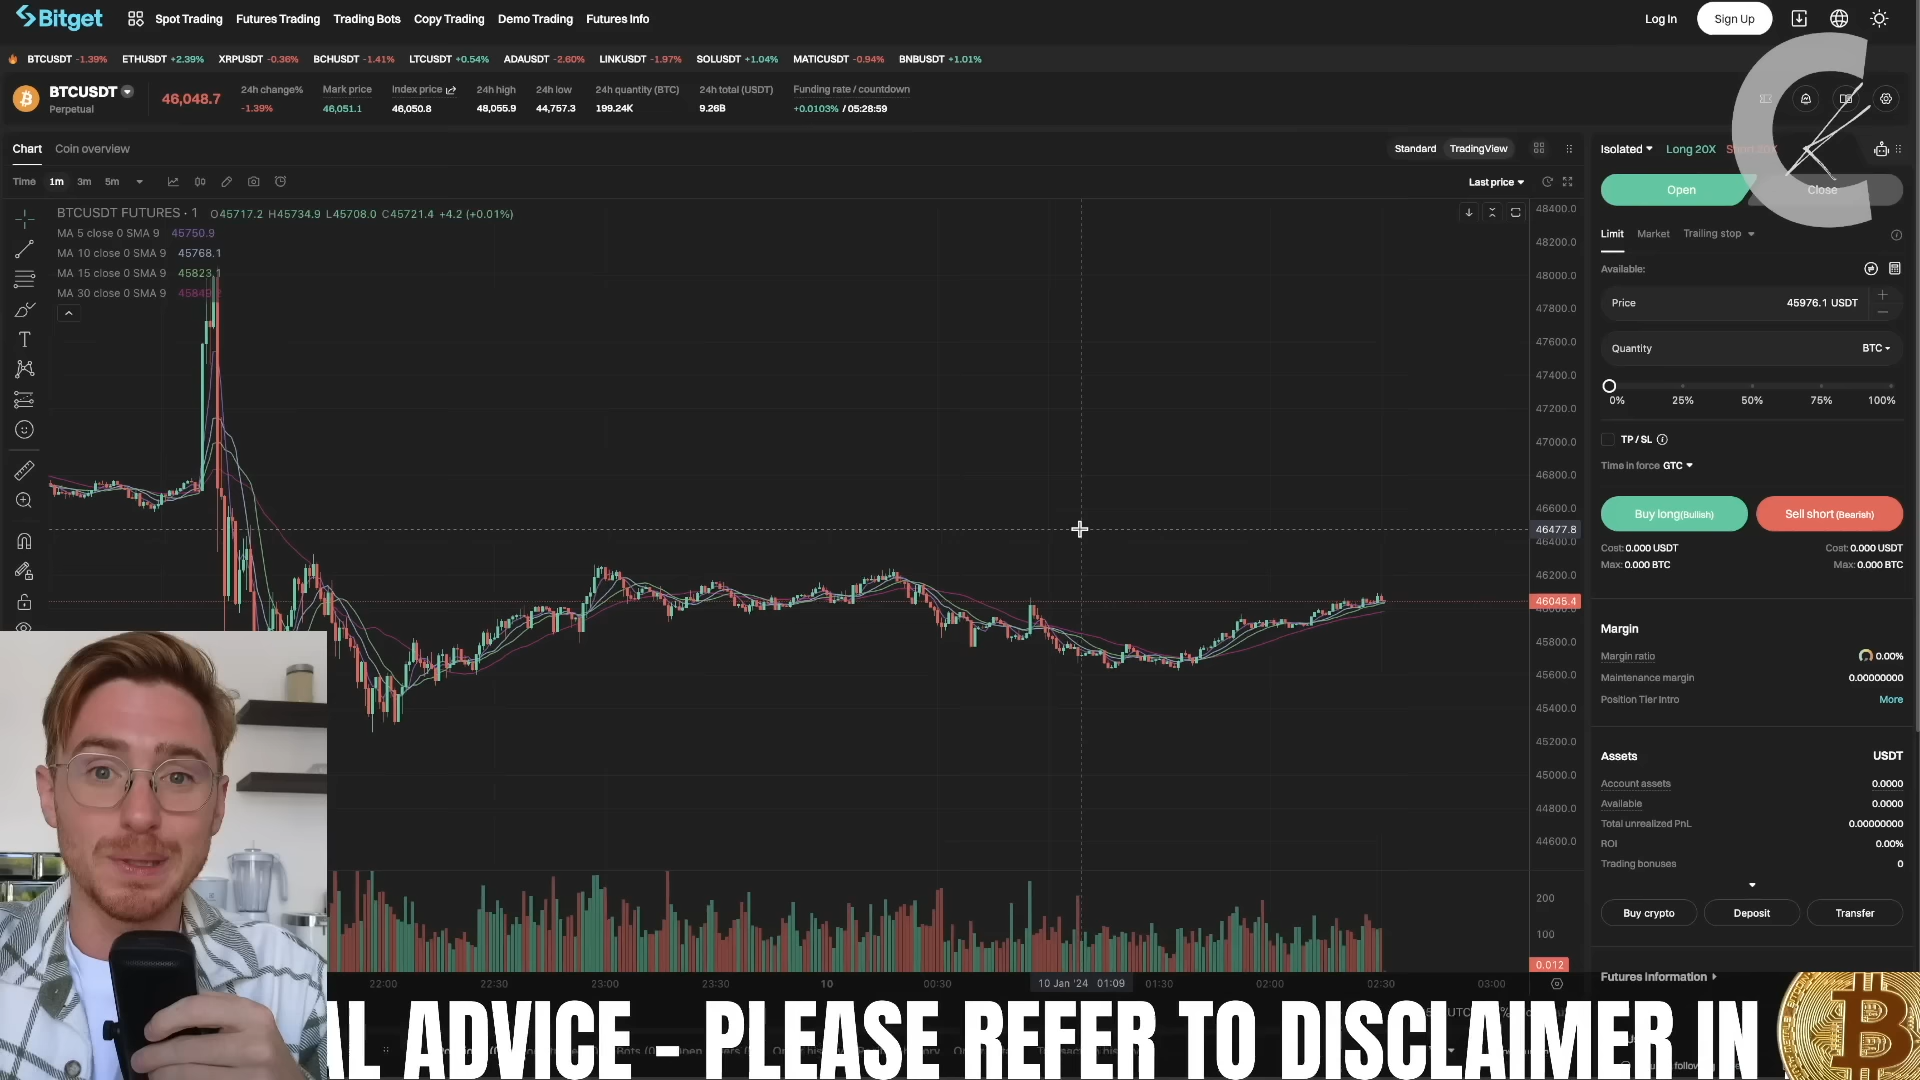 Bitget
Spot Trading Futures Trading Trading Bots Copy Trading Demo Trading Futures Info
Log In Sign Up
BTCUSDT -1.39% ETHUSDT +2.39% XRPUSDT -0.36% BCHUSDT -1.41% LTCUSDT +0.54% ADAUSDT -2.60% LINKUSDT -1.97% SOLUSDT +1.04% MATICUSDT -0.94% BNBUSDT +1.01%
BTCUSDT
Perpetual
46,048.7
24h change% Mark price Index price 24h high 24h low 24h quantity (BTC) 24h total (USDT) Funding rate / countdown
-1.39% 46,051.1 46,050.8 48,055.9 44,757.3 199.24K 9.26B +0.0103% / 05:28:59
Chart Coin overview
Standard TradingView
Time 1m 3m 5m
Last price
BTCUSDT FUTURES · 1 O45717.2 H45734.9 L45708.0 C45721.4 +4.2 (+0.01%)
MA 5 close 0 SMA 9 45750.9
MA 10 close 0 SMA 9 45768.1
MA 15 close 0 SMA 9 45823.1
MA 30 close 0 SMA 9
48400.0
48200.0
48000.0
47800.0
47600.0
47400.0
47200.0
47000.0
46800.0
46600.0
46477.8
46400.0
46200.0
46045.4
45800.0
45600.0
45400.0
45200.0
45000.0
44800.0
44600.0
200
100
0.012
22:00 22:30 23:00 23:30 10 00:30 10 Jan '24 01:09 01:30 02:00 02:30 03:00
Isolated Long 20X
Open Close
Limit Market Trailing stop
Available:
Price 45976.1 USDT
Quantity BTC
0% 25% 50% 75% 100%
TP / SL
Time in force GTC
Buy long(Bullish) Sell short (Bearish)
Cost: 0.000 USDT Cost: 0.000 USDT
Max: 0.000 BTC Max: 0.000 BTC
Margin
Margin ratio 0.00%
Maintenance margin 0.00000000
Position Tier Intro More
Assets USDT
Account assets 0.0000
Available 0.0000
Total unrealized PnL 0.00000000
ROI 0.00%
Trading bonuses 0
Buy crypto Deposit Transfer
Futures Information
AL ADVICE - PLEASE REFER TO DISCLAIMER IN